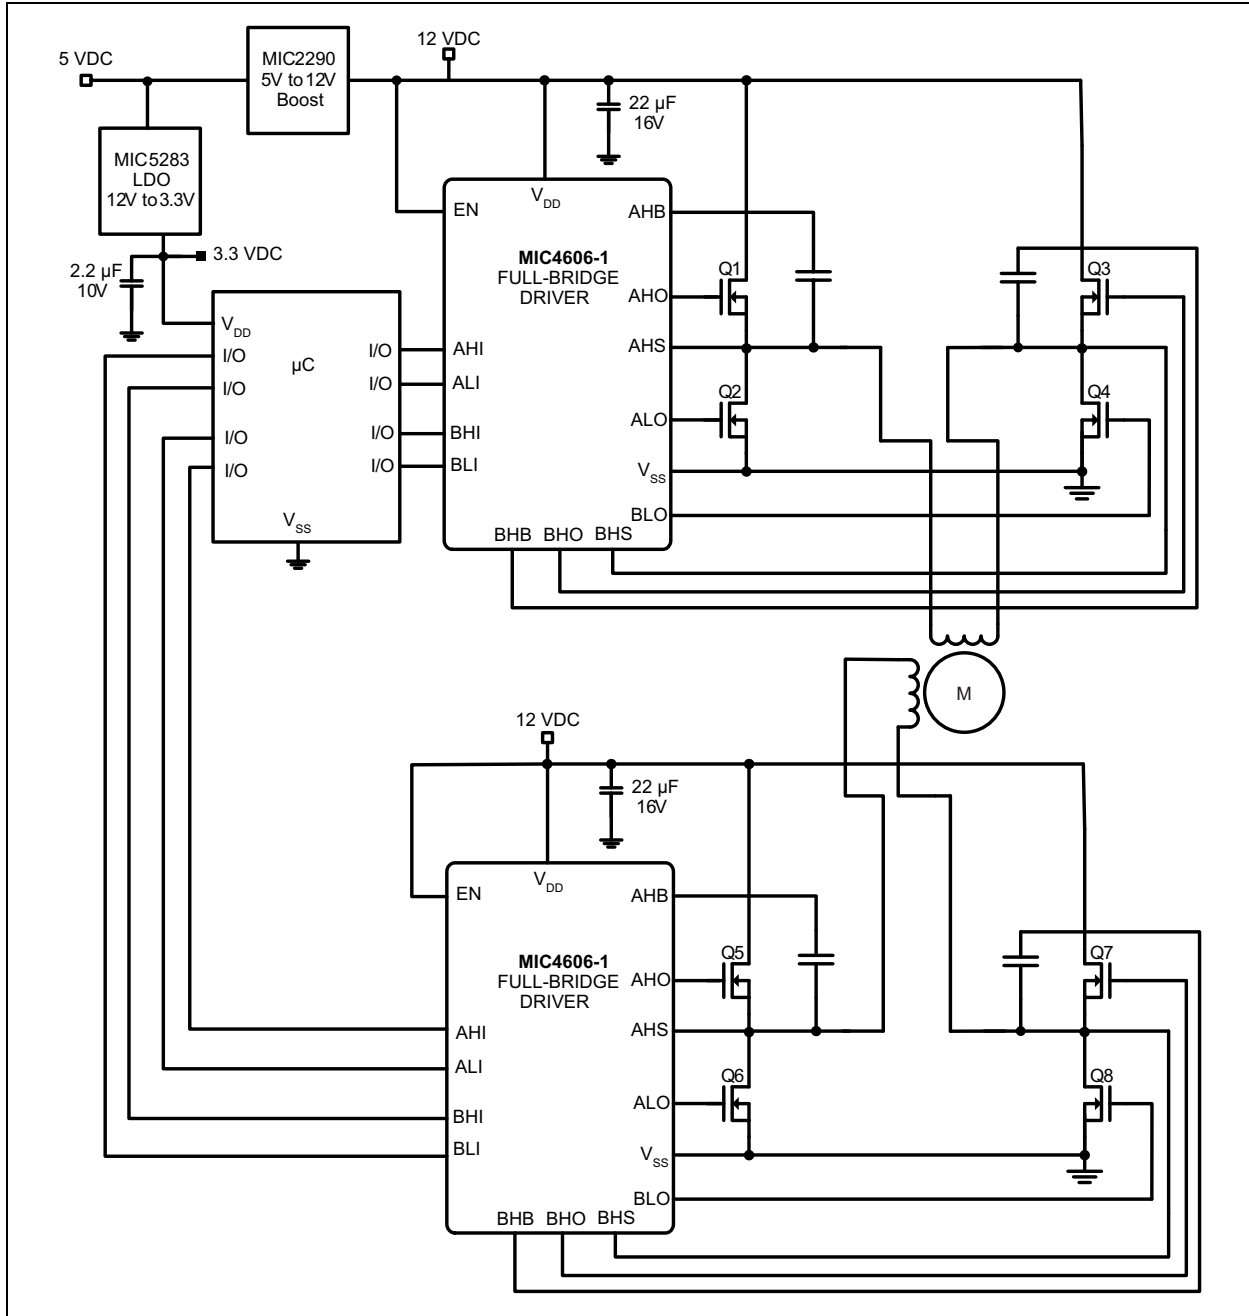 5 VDC
MIC2290
5V to 12V
Boost
12 VDC
22 µF
16V
MIC5283
LDO
12V to 3.3V
3.3 VDC
2.2 µF
10V
VDD
I/O
I/O
I/O
I/O
µC
I/O
I/O
I/O
I/O
VSS
VDD
EN
MIC4606-1
FULL-BRIDGE
DRIVER
AHI
ALI
BHI
BLI
AHB
AHO
AHS
ALO
VSS
BLO
BHB
BHO
BHS
Q1
Q2
Q3
Q4
M
12 VDC
22 µF
16V
VDD
EN
MIC4606-1
FULL-BRIDGE
DRIVER
AHI
ALI
BHI
BLI
AHB
AHO
AHS
ALO
VSS
BLO
BHB
BHO
BHS
Q5
Q6
Q7
Q8